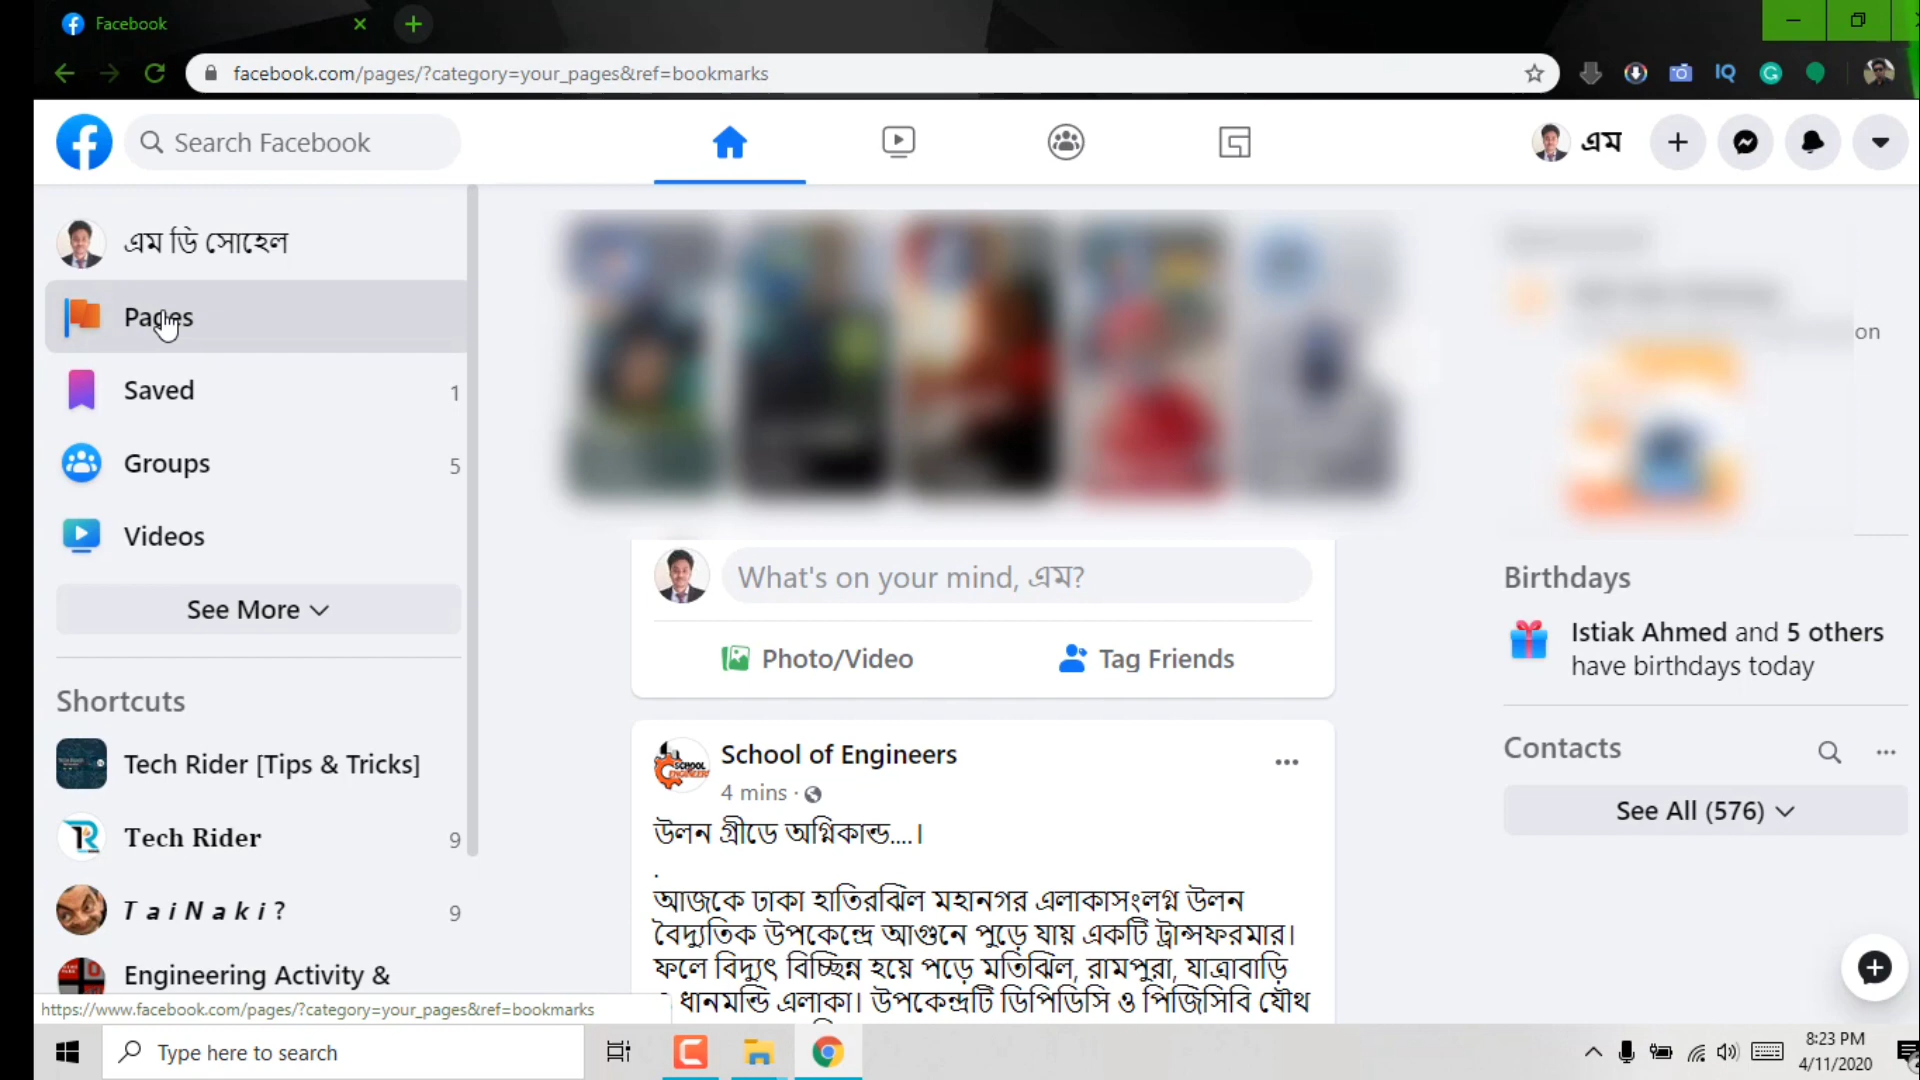 Facebook
facebook.com/pages/?category=your_pages&ref=bookmarks
IQ
Search Facebook
এম
এম ডি সোহেল
Pages
Saved 1
Groups 5
Videos
See More
Shortcuts
Tech Rider [Tips & Tricks]
Tech Rider 9
T a i N a k i ? 9
Engineering Activity &
https://www.facebook.com/pages/?category=your_pages&ref=bookmarks
What's on your mind, এম?
Photo/Video Tag Friends
School of Engineers
4 mins ·
উলন গ্রীডে অগ্নিকান্ড....।
.
আজকে ঢাকা হাতিরঝিল মহানগর এলাকাসংলগ্ন উলন
বৈদ্যুতিক উপকেন্দ্রে আগুনে পুড়ে যায় একটি ট্রান্সফরমার।
ফলে বিদ্যুৎ বিচ্ছিন্ন হয়ে পড়ে মতিঝিল, রামপুরা, যাত্রাবাড়ি
ধানমন্ডি এলাকা। উপকেন্দ্রটি ডিপিডিসি ও পিজিসিবি যৌথ
on
Birthdays
Istiak Ahmed and 5 others
have birthdays today
Contacts
See All (576)
Type here to search
8:23 PM
4/11/2020